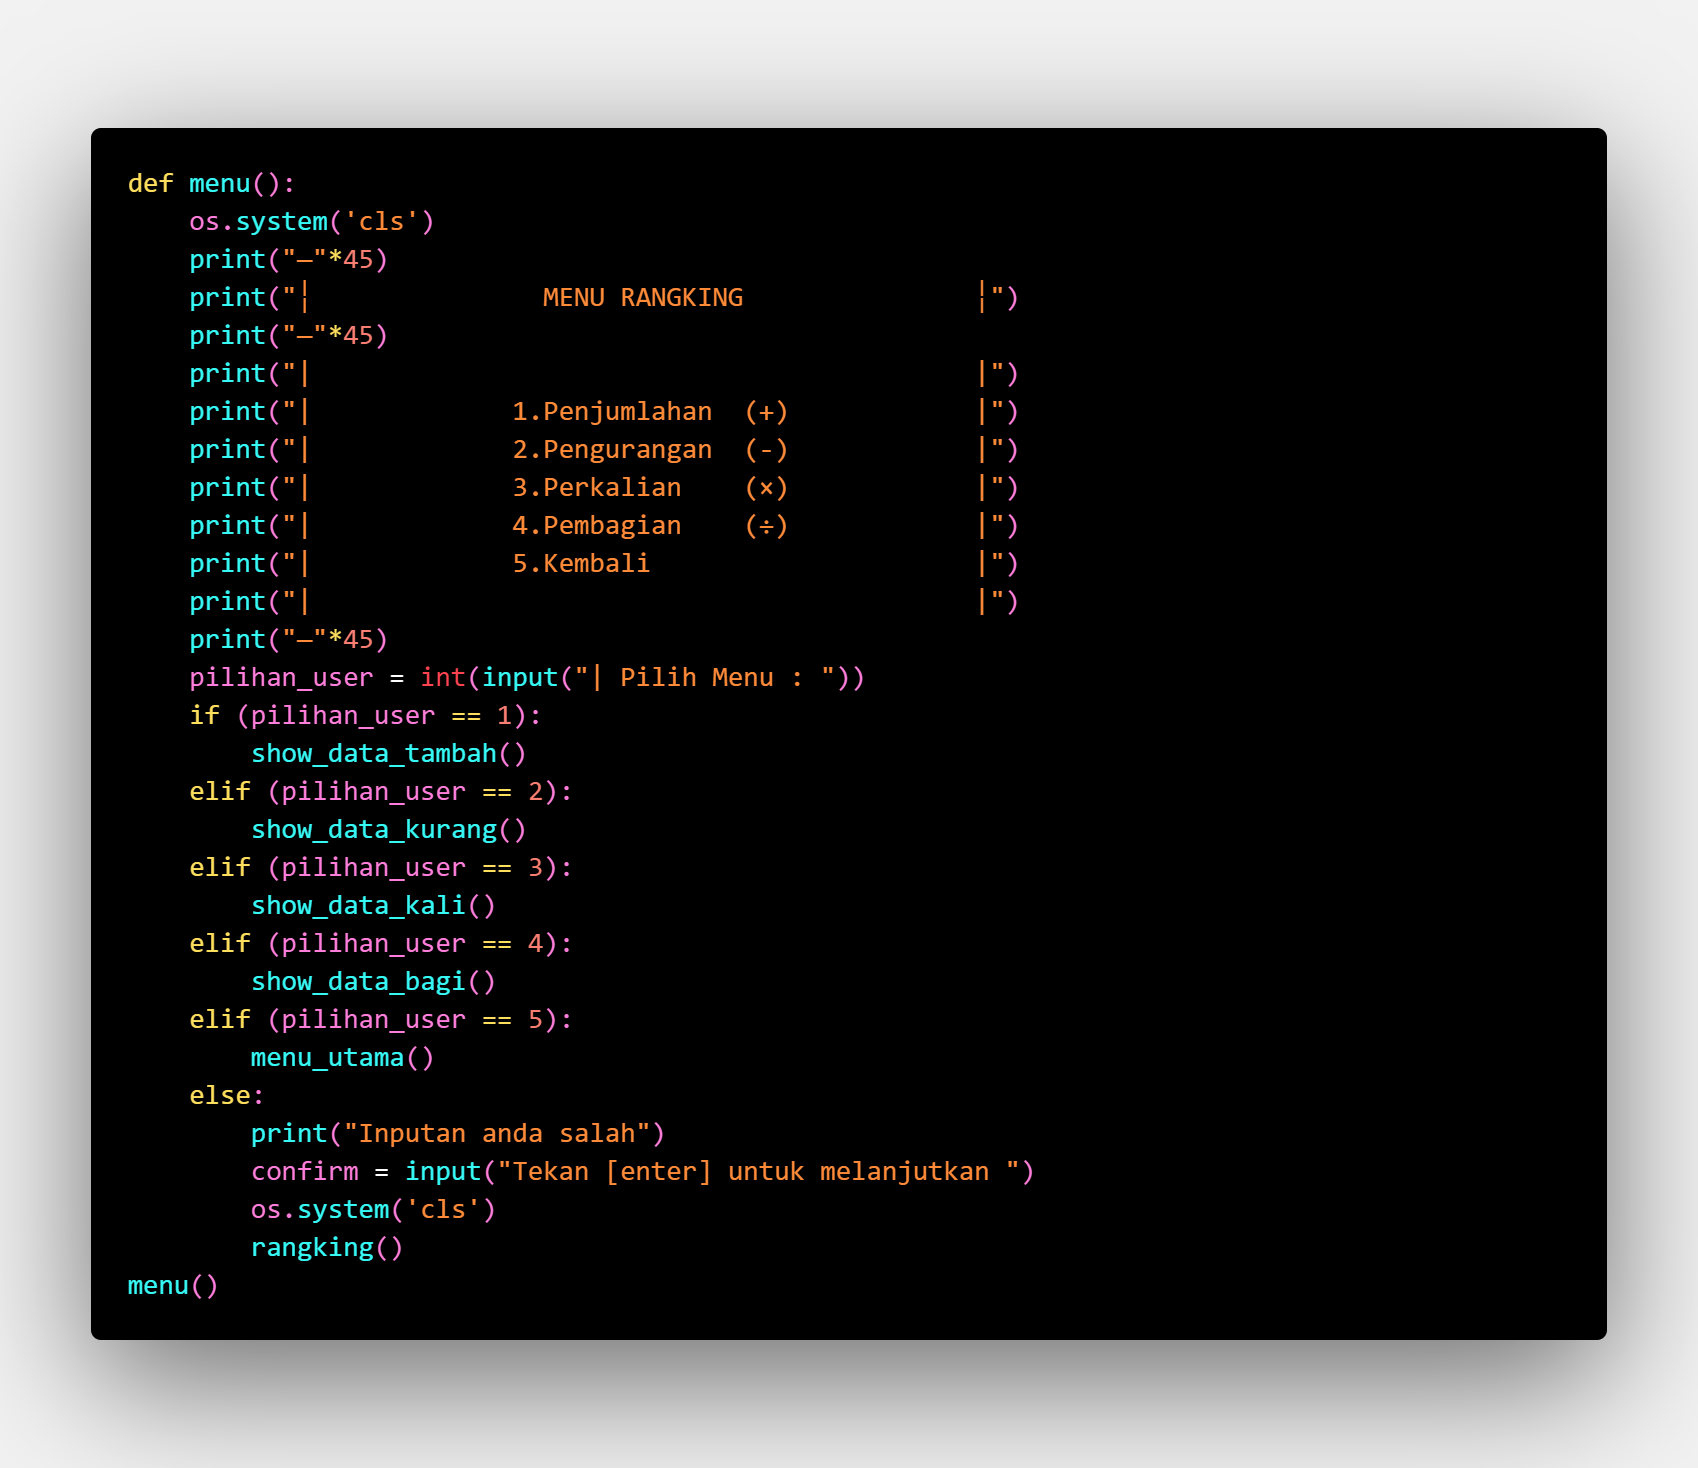 def menu():
    os.system('cls')
    print("—"*45)
    print("¦               MENU RANGKING               ¦")
    print("—"*45)
    print("|                                           |")
    print("|             1.Penjumlahan  (+)            |")
    print("|             2.Pengurangan  (-)            |")
    print("|             3.Perkalian    (×)            |")
    print("|             4.Pembagian    (÷)            |")
    print("|             5.Kembali                     |")
    print("|                                           |")
    print("—"*45)
    pilihan_user = int(input("| Pilih Menu : "))
    if (pilihan_user == 1):
        show_data_tambah()
    elif (pilihan_user == 2):
        show_data_kurang()
    elif (pilihan_user == 3):
        show_data_kali()
    elif (pilihan_user == 4):
        show_data_bagi()
    elif (pilihan_user == 5):
        menu_utama()
    else:
        print("Inputan anda salah")
        confirm = input("Tekan [enter] untuk melanjutkan ")
        os.system('cls')
        rangking()
menu()